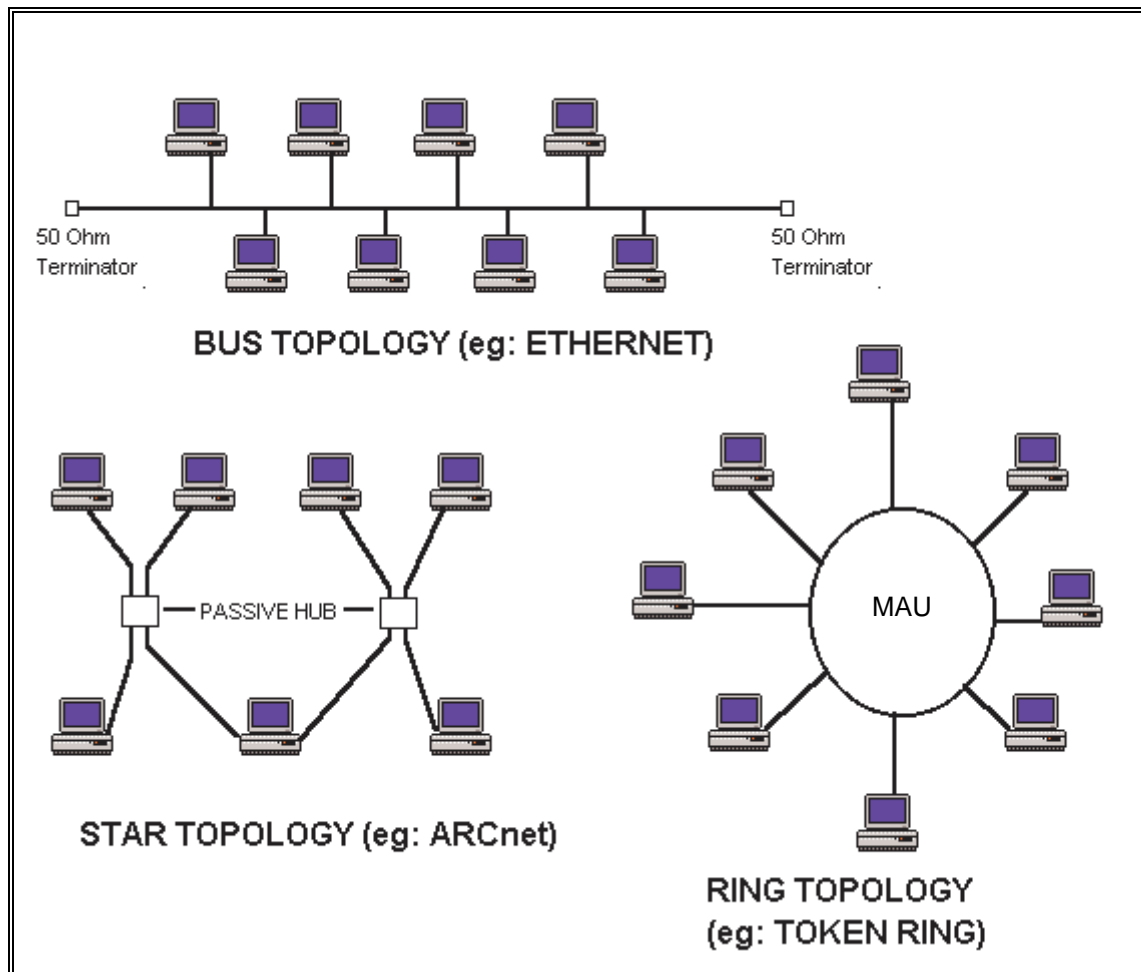 50 Ohm
Terminator
50 Ohm
Terminator
BUS TOPOLOGY (eg: ETHERNET)
PASSIVE HUB
STAR TOPOLOGY (eg: ARCnet)
MAU
RING TOPOLOGY
(eg: TOKEN RING)